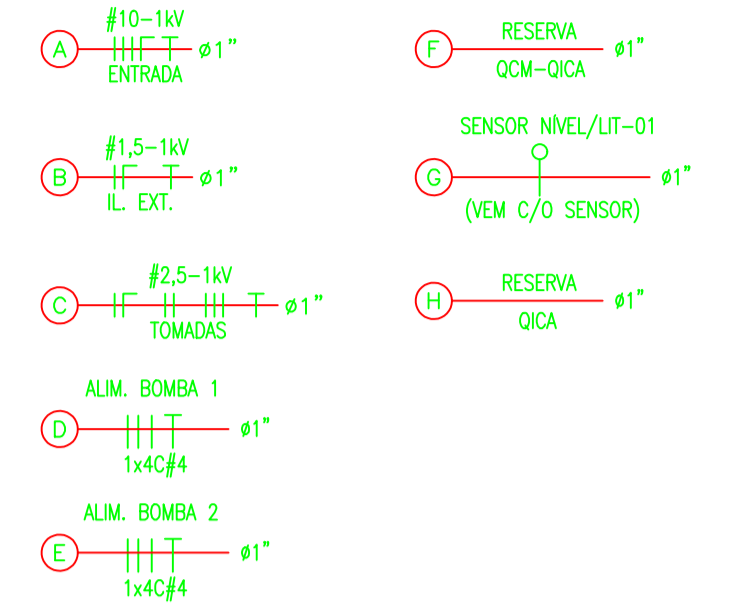 #10-1kV
A ø1"
ENTRADA
#1,5-1kV
B ø1"
IL. EXT.
#2,5-1kV
C ø1"
TOMADAS
ALIM. BOMBA 1
D ø1"
1x4C#4
ALIM. BOMBA 2
E ø1"
1x4C#4
RESERVA
F ø1"
QCM-QICA
SENSOR NÍVEL/LIT-01
G ø1"
(VEM C/O SENSOR)
RESERVA
H ø1"
QICA